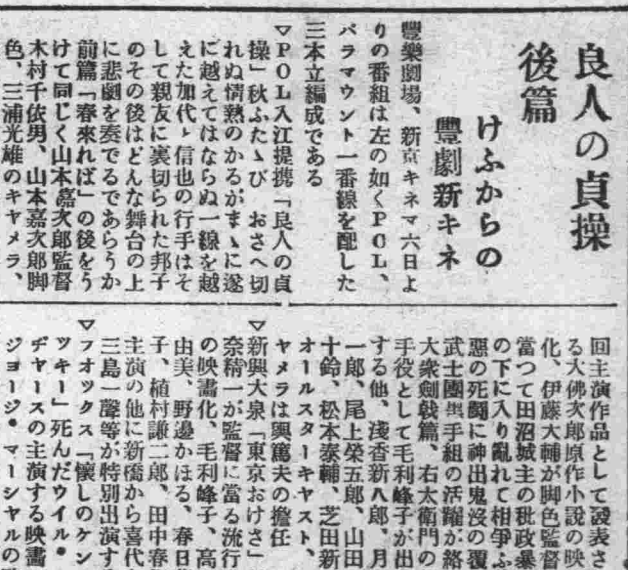 良人の貞操
後篇
けふからの
豐劇新キネ
豐樂劇場、新京キネマ六日よ
りの番組は左の如くPCL、
パラマウント一番線を配した
三本立編成である
▽POL入江提携「良人の貞
操」秋ふたゝび おさへ切
れぬ情熱のかるがまゝに遂
に越えてはならぬ一線を越
えた加代、信也の行手はそ
して親友に裏切られた邦子
のその後はどんな舞台の上
に悲劇を奏でるであらうか
前篇「春來れば」の後をう
けて同じく山本嘉次郎監督
木村千依男、山本嘉次郎脚
色、三浦光雄のキヤメラ、
回主演作品として發表さ
る大佛次郎原作小説の映
化、伊藤大輔が脚色監督
當つて田沼城主の秕政暴
の下に入り亂れて相爭ふ
惡の死鬪に神出鬼沒の覆
武士團與手組の活躍が絡
大衆劍戟篇、右太衛門の
手役として毛利峰子が出
する他、淺香新八郎、月
一郎、尾上榮五郎、山田
十鈴、松本泰輔、芝田新
オールスターキヤスト、
ヤメラは興篤夫の擔任
▽新興大泉「東京おけさ」
奈精一が監督に當る流行
の映畫化、毛利峰子、高
由美、野邊かほる、春日
子、植村謙二郎、田中春
主演の他に新橋から喜代
三島一聲等が特別出演す
▽フオックス「懷しのケン
ツキー」死んだウイル・
ヂヤースの主演する映畫
ジョージ・マーシャルの